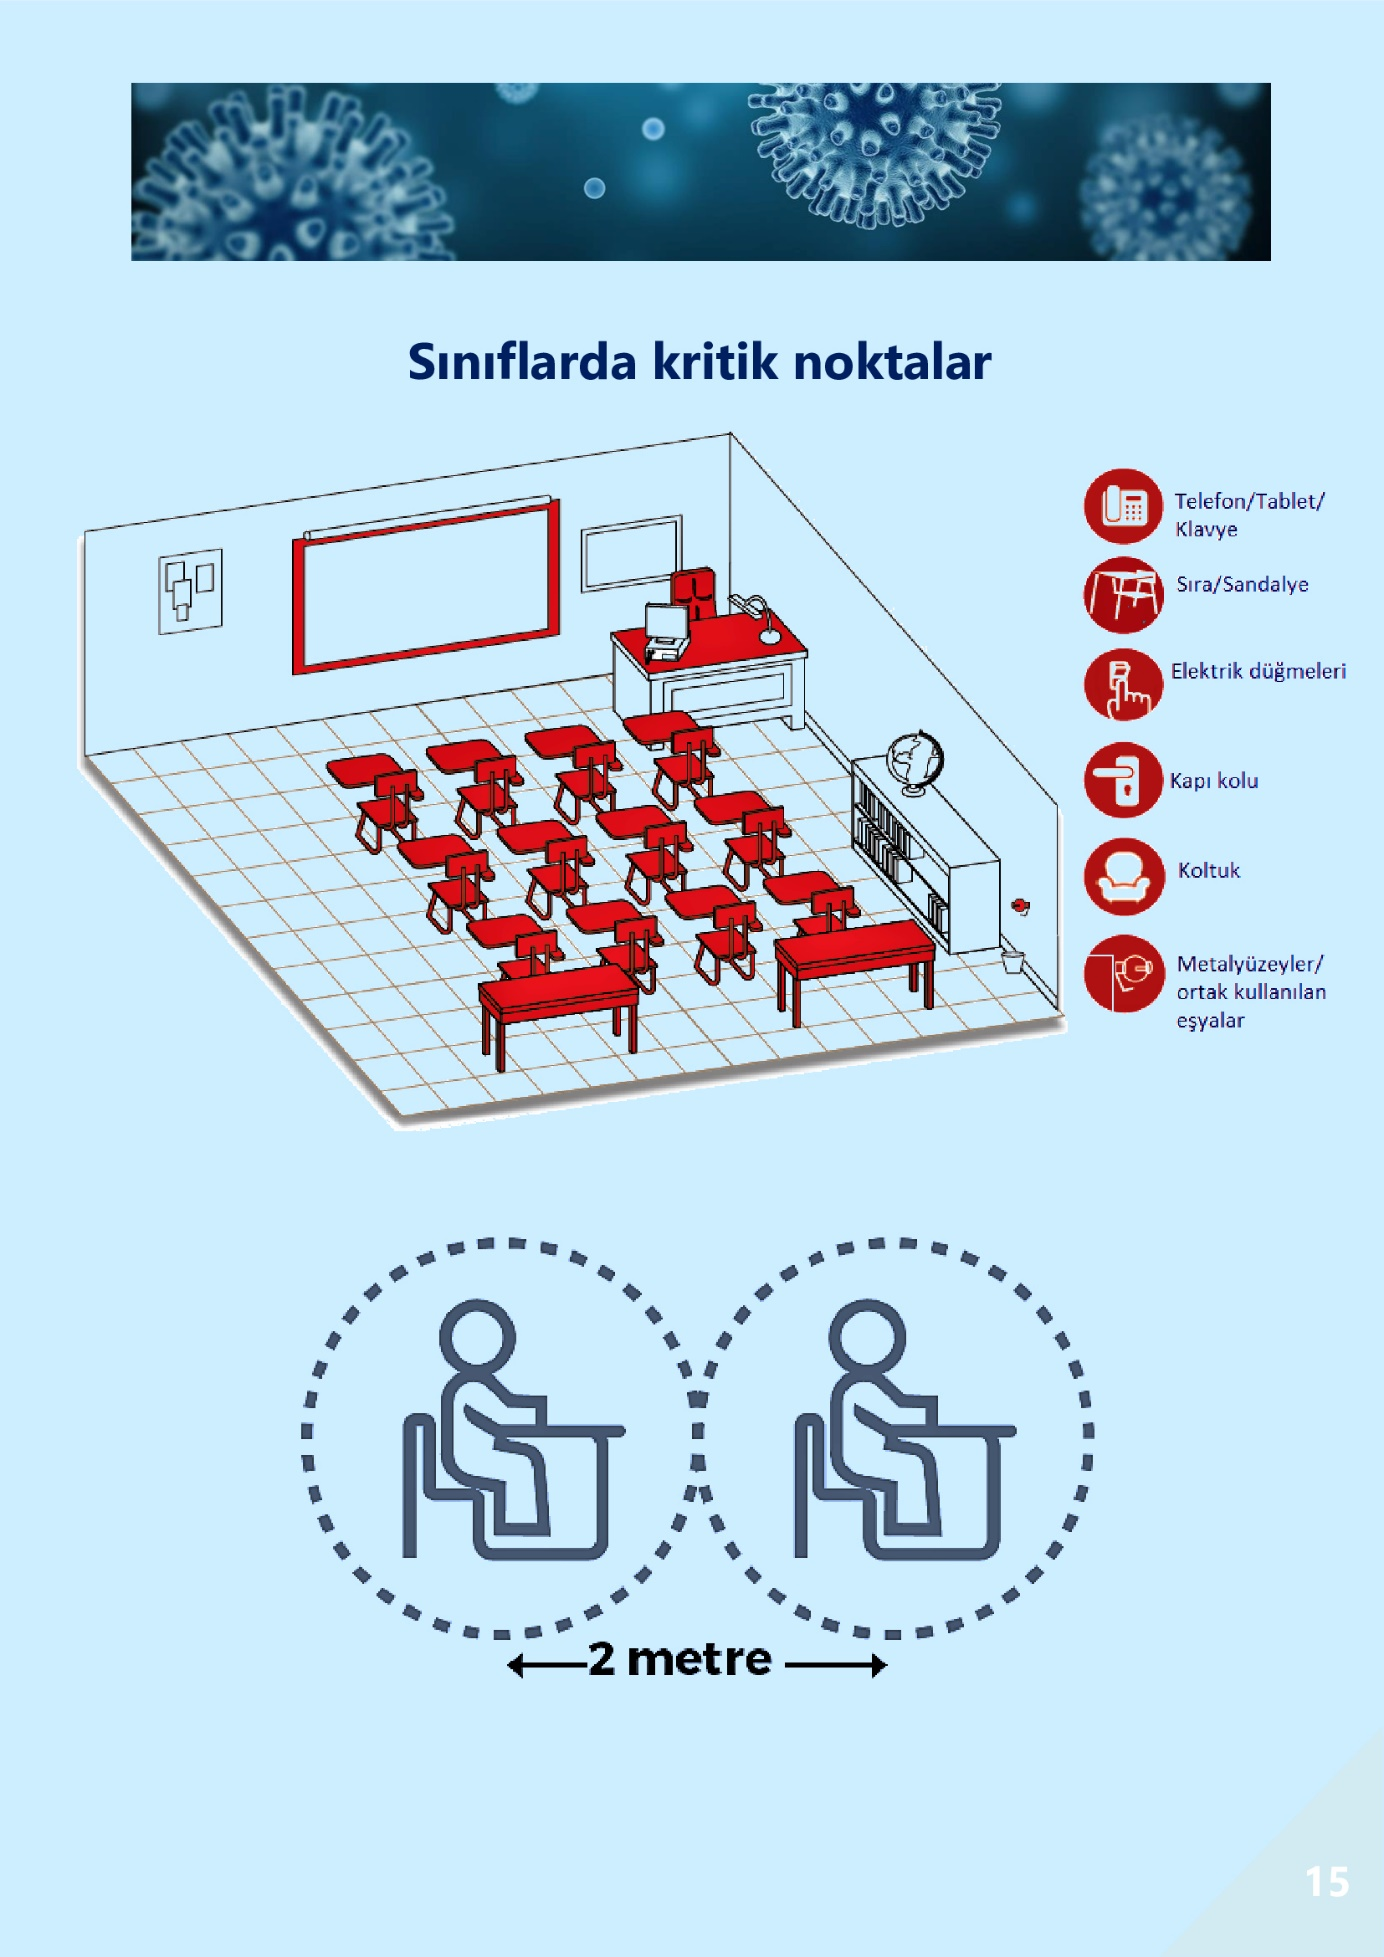 Sınıflarda kritik noktalar
Telefon/Tablet/
Klavye
Sıra/Sandalye
Elektrik düğmeleri
Kapı kolu
Koltuk
Metalyüzeyler/
ortak kullanılan
eşyalar
2 metre
15